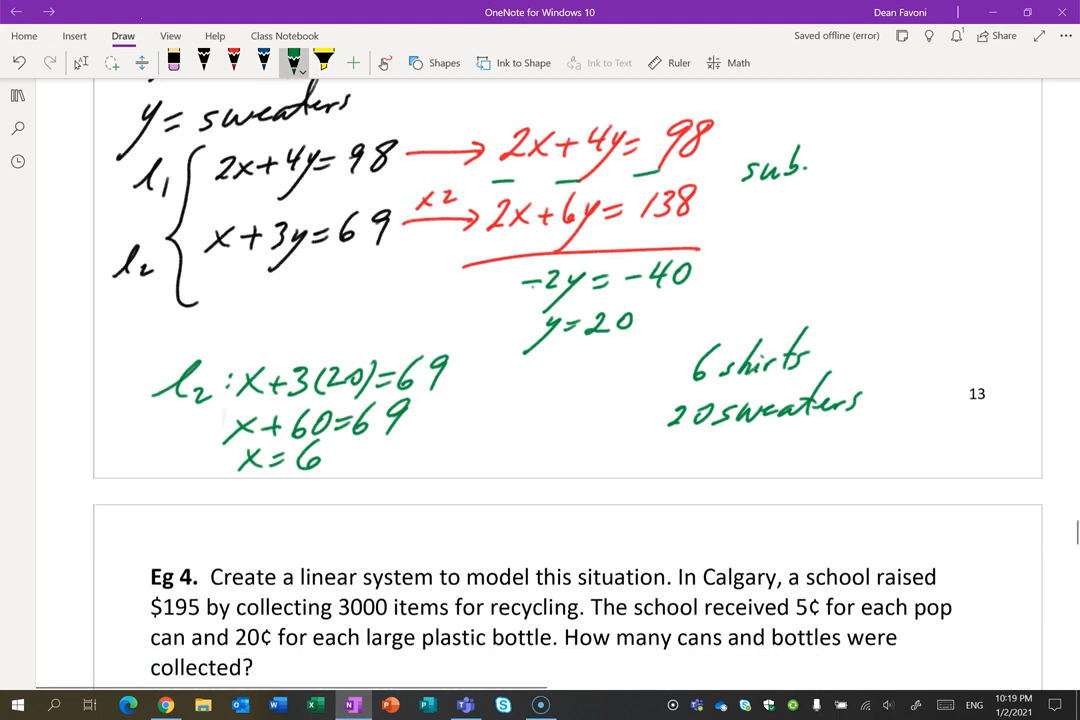 OneNote for Windows 10
Dean Favoni
Home Insert Draw View Help Class Notebook
Saved offline (error) Share
Shapes Ink to Shape Ink to Text Ruler Math
y = sweaters
l₁ 2x+4y=98 → 2x+4y=98 sub.
l₂ x+3y=69 x2 → 2x+6y=138
-2y=-40
y=20
l₂: x+3(20)=69
x+60=69
x=6
6 shirts
20 sweaters
13
Eg 4. Create a linear system to model this situation. In Calgary, a school raised
$195 by collecting 3000 items for recycling. The school received 5¢ for each pop
can and 20¢ for each large plastic bottle. How many cans and bottles were
collected?
ENG
10:19 PM
1/2/2021